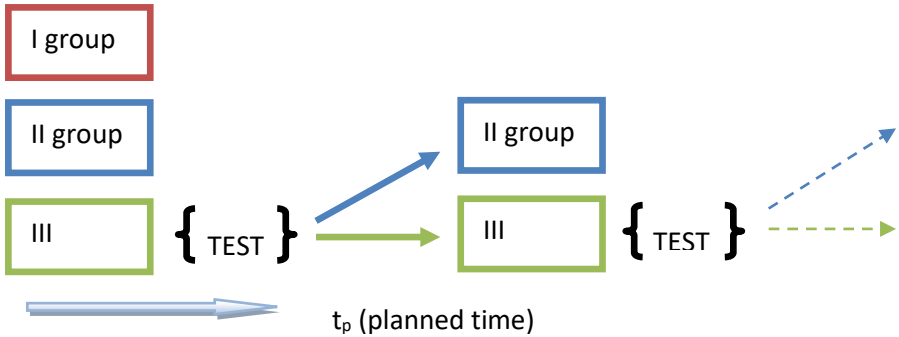 I group
II group
III
{ TEST }
II group
III
{ TEST }
tₚ (planned time)